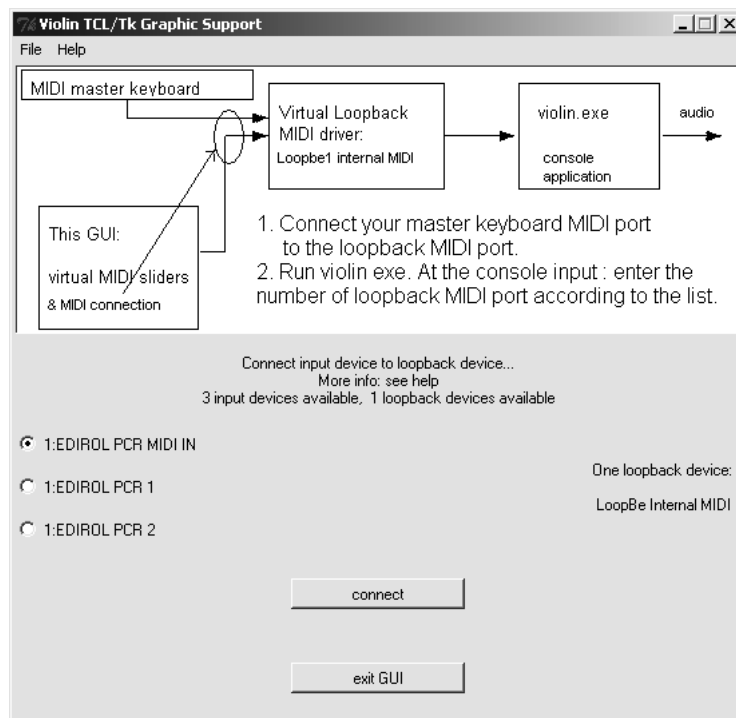 Violin TCL/Tk Graphic Support
File Help
MIDI master keyboard
Virtual Loopback
MIDI driver:
Loopbe1 internal MIDI
violin.exe
console
application
audio
This GUI:
virtual MIDI sliders
& MIDI connection
1. Connect your master keyboard MIDI port
to the loopback MIDI port.
2. Run violin exe. At the console input : enter the
number of loopback MIDI port according to the list.
Connect input device to loopback device...
More info: see help
3 input devices available, 1 loopback devices available
1:EDIROL PCR MIDI IN
1:EDIROL PCR 1
1:EDIROL PCR 2
One loopback device:
LoopBe Internal MIDI
connect
exit GUI